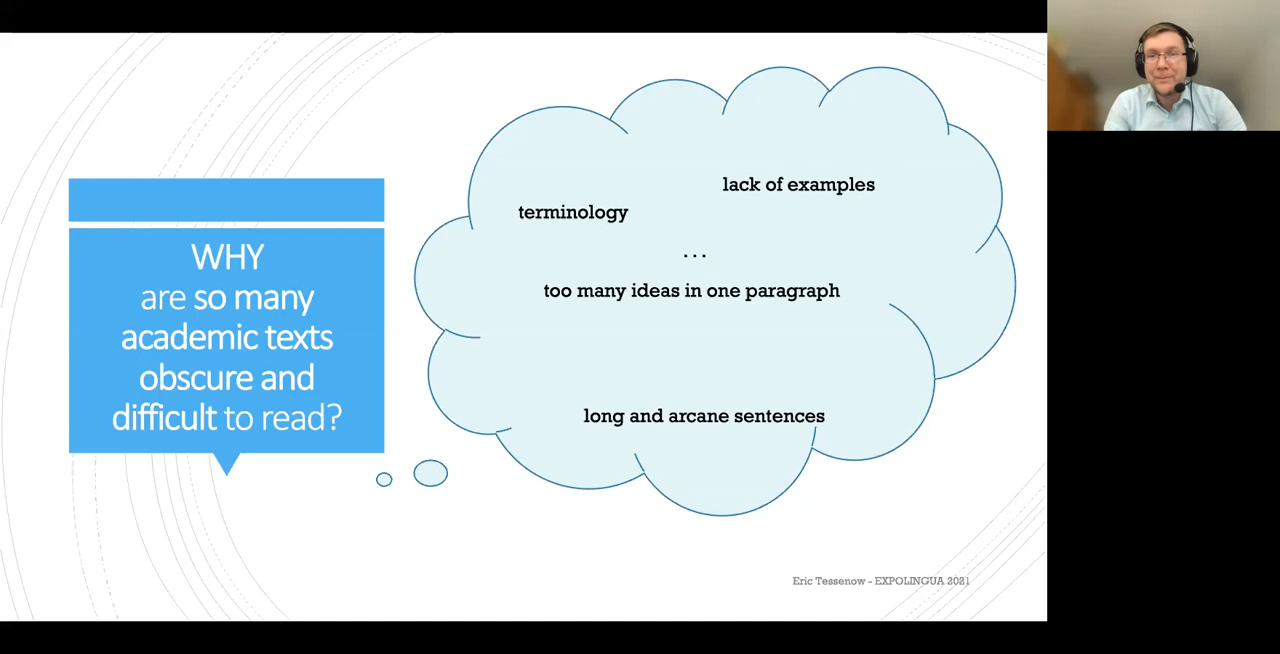 WHY
are so many
academic texts
obscure and
difficult to read?
lack of examples
terminology
...
too many ideas in one paragraph
long and arcane sentences
Eric Tessenow - EXPOLINGUA 2021